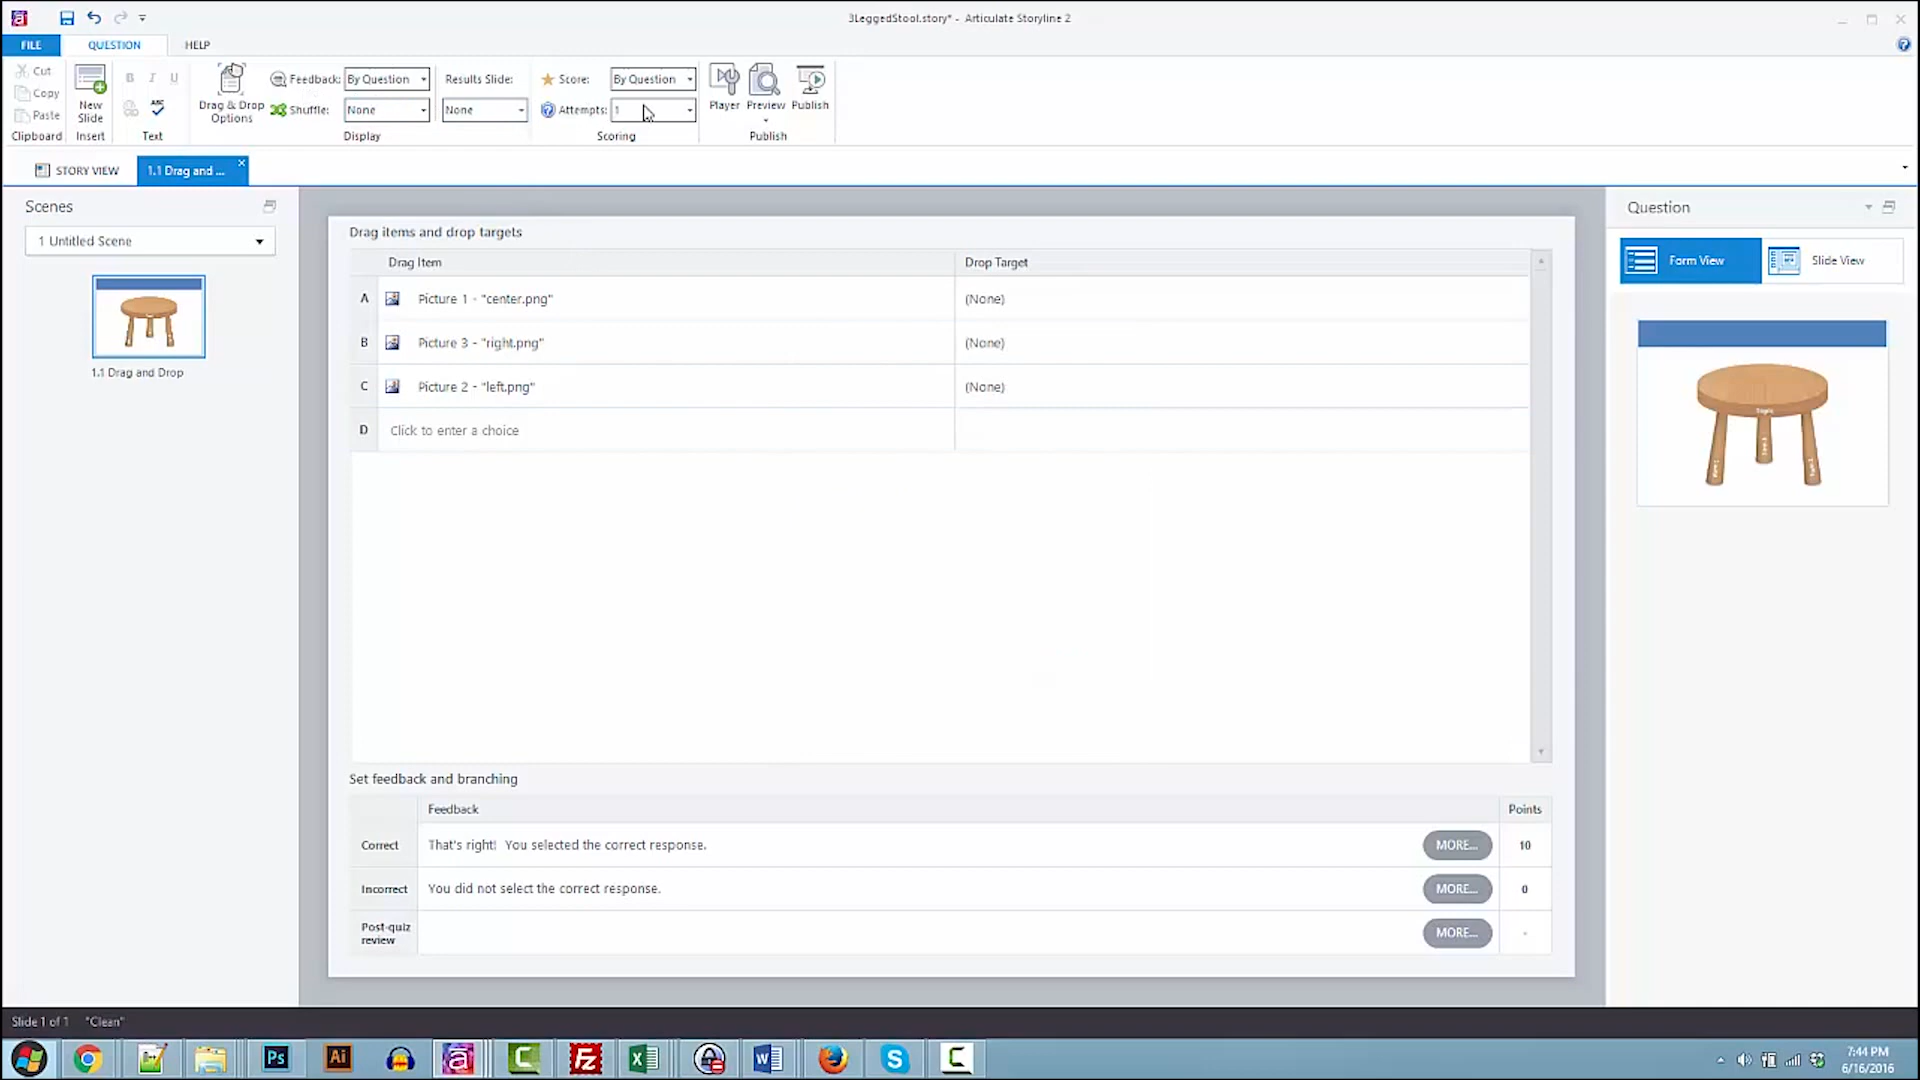 3LeggedStool.story* - Articulate Storyline 2
FILE QUESTION HELP
Cut
Copy
Paste
Clipboard
New
Slide
Insert
B I U
ABC
Text
Drag & Drop
Options
Feedback: By Question
Shuffle: None
Display
Results Slide:
None
Score: By Question
Attempts: 1
Scoring
Player
Preview
Publish
Publish
STORY VIEW
1.1 Drag and ...
Scenes
1 Untitled Scene
1.1 Drag and Drop
Drag items and drop targets
Drag Item Drop Target
A Picture 1 - "center.png" (None)
B Picture 3 - "right.png" (None)
C Picture 2 - "left.png" (None)
D Click to enter a choice
Set feedback and branching
Feedback Points
Correct That's right! You selected the correct response. MORE... 10
Incorrect You did not select the correct response. MORE... 0
Post-quiz
review MORE... -
Question
Form View
Slide View
Slide 1 of 1 "Clean"
Ps
Ai
7:44 PM
6/16/2016